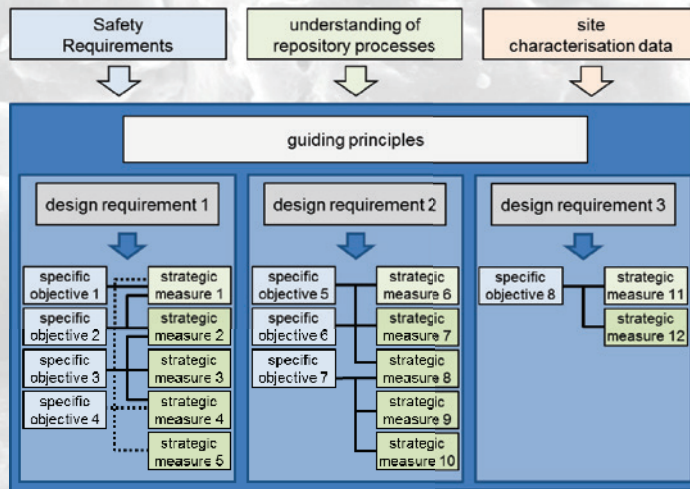 Safety
Requirements
understanding of
repository processes
site
characterisation data
guiding principles
design requirement 1
specific
objective 1
specific
objective 2
specific
objective 3
specific
objective 4
strategic
measure 1
strategic
measure 2
strategic
measure 3
strategic
measure 4
strategic
measure 5
design requirement 2
specific
objective 5
specific
objective 6
specific
objective 7
strategic
measure 6
strategic
measure 7
strategic
measure 8
strategic
measure 9
strategic
measure 10
design requirement 3
specific
objective 8
strategic
measure 11
strategic
measure 12